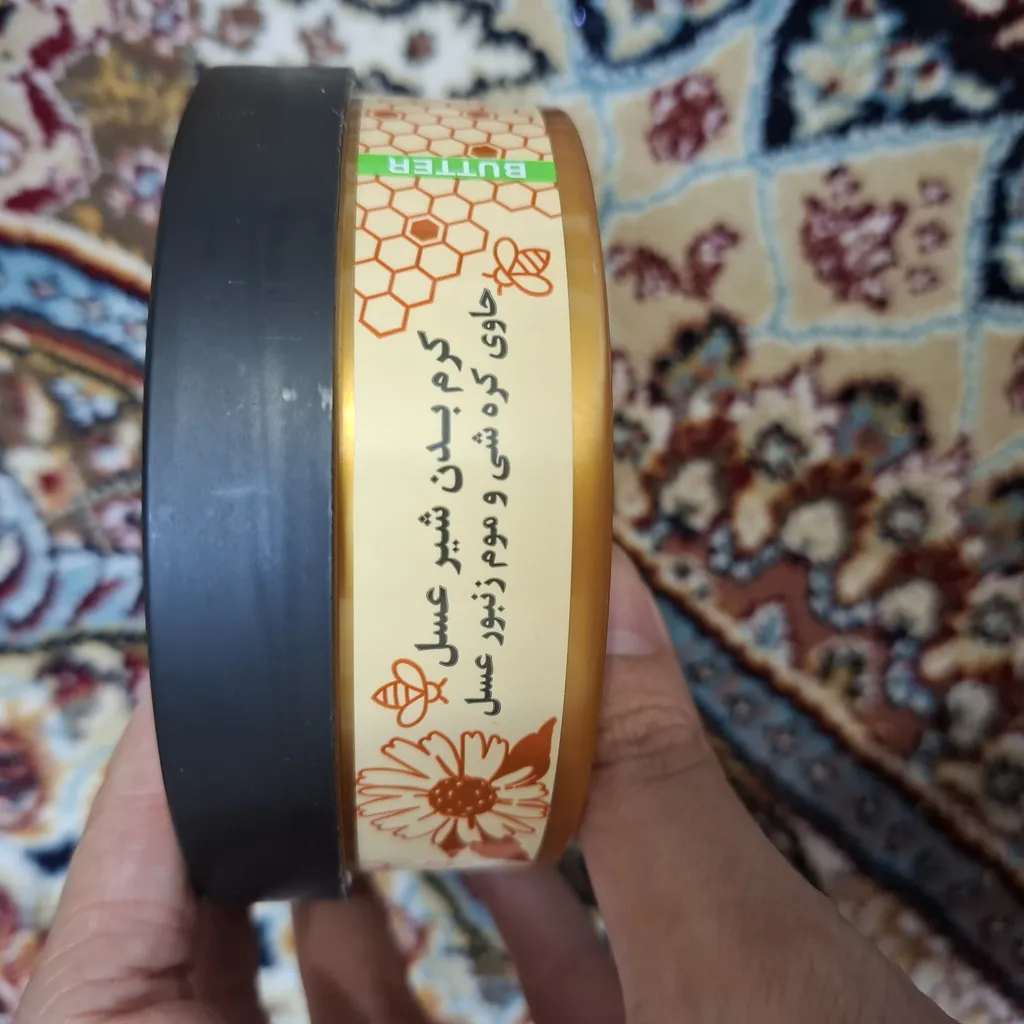 BUTTER
کرم بدن شیر عسل
حاوی کره شی و موم زنبور عسل